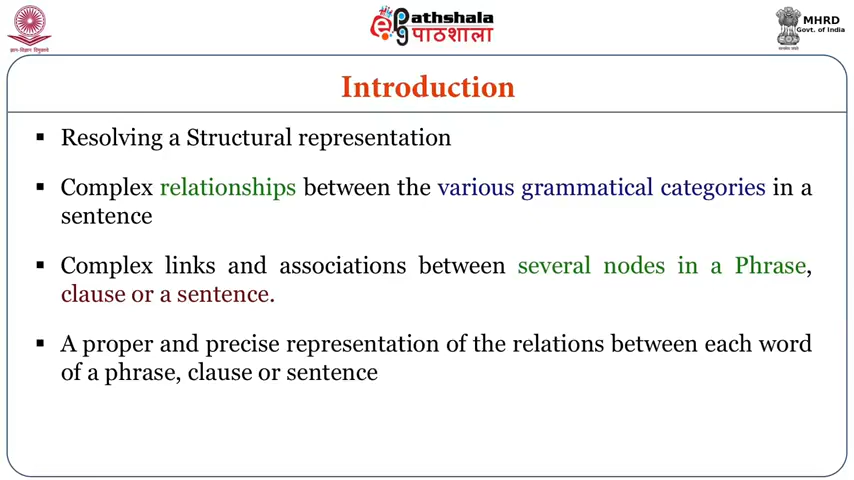 ePathshala
पाठशाला
MHRD
Govt. of India
Introduction
▪ Resolving a Structural representation
▪ Complex relationships between the various grammatical categories in a
sentence
▪ Complex links and associations between several nodes in a Phrase,
clause or a sentence.
▪ A proper and precise representation of the relations between each word
of a phrase, clause or sentence